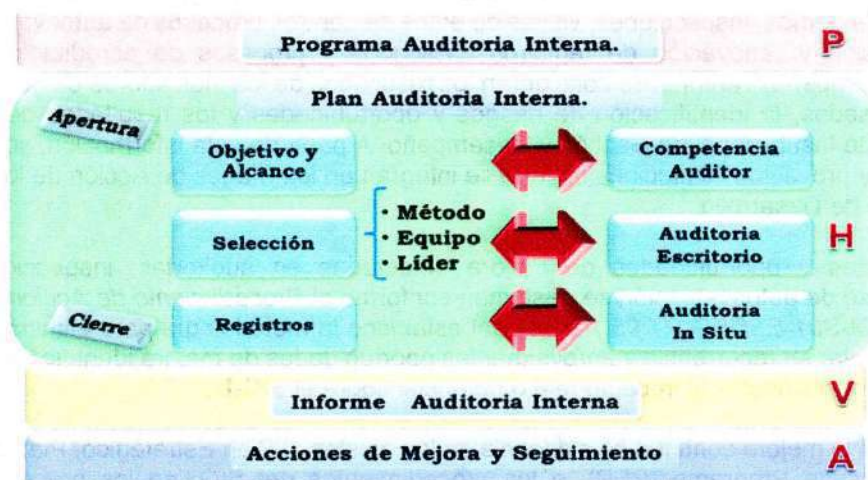 Programa Auditoria Interna.
P
Plan Auditoria Interna.
Apertura
Objetivo y
Alcance
Competencia
Auditor
Selección
· Método
· Equipo
· Líder
Auditoria
Escritorio
H
Cierre
Registros
Auditoria
In Situ
Informe Auditoria Interna
V
Acciones de Mejora y Seguimiento
A